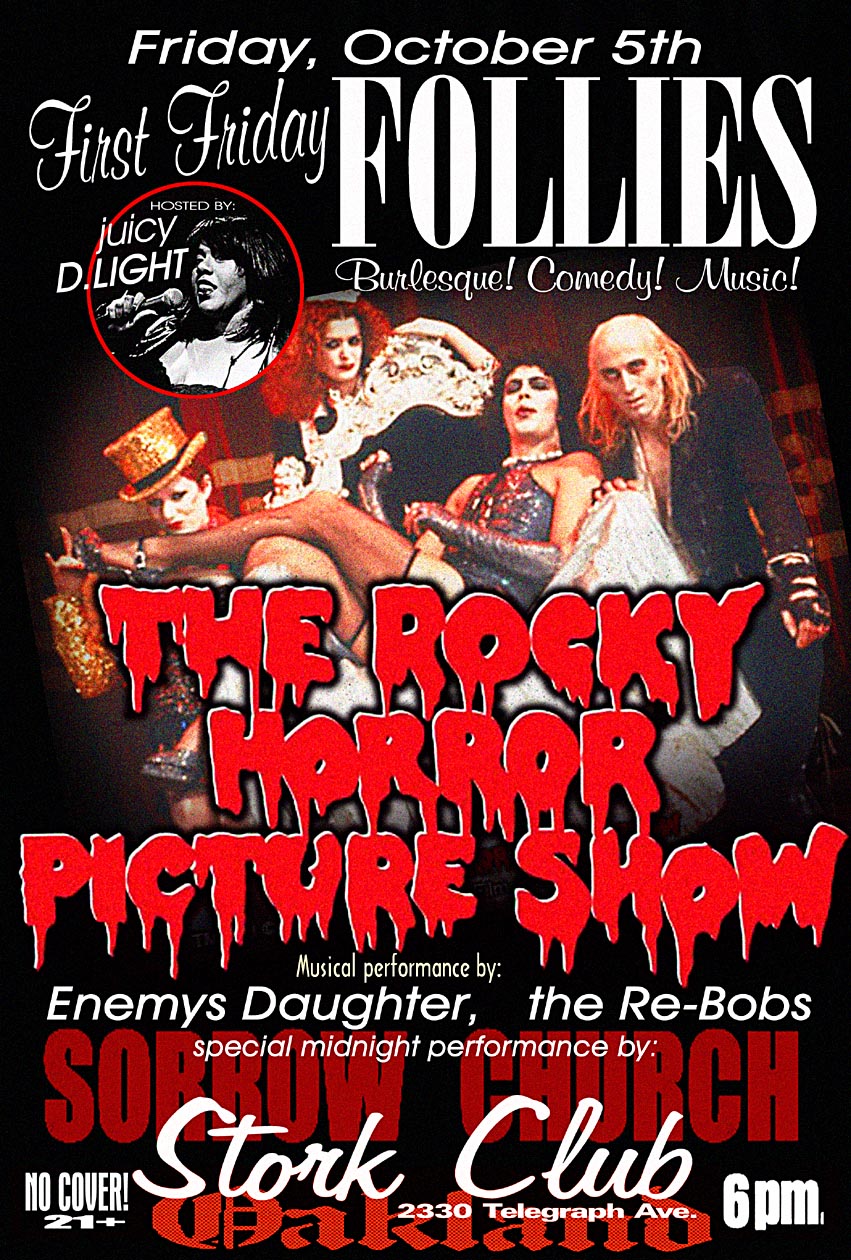 Friday, October 5th
First Friday
FOLLIES
HOSTED BY:
juicy
D.LIGHT
Burlesque! Comedy! Music!
THE ROCKY
HORROR
PICTURE SHOW
Musical performance by:
Enemys Daughter, the Re-Bobs
special midnight performance by:
SORROW CHURCH
Stork Club
NO COVER!
21+
2330 Telegraph Ave.
Oakland
6pm.